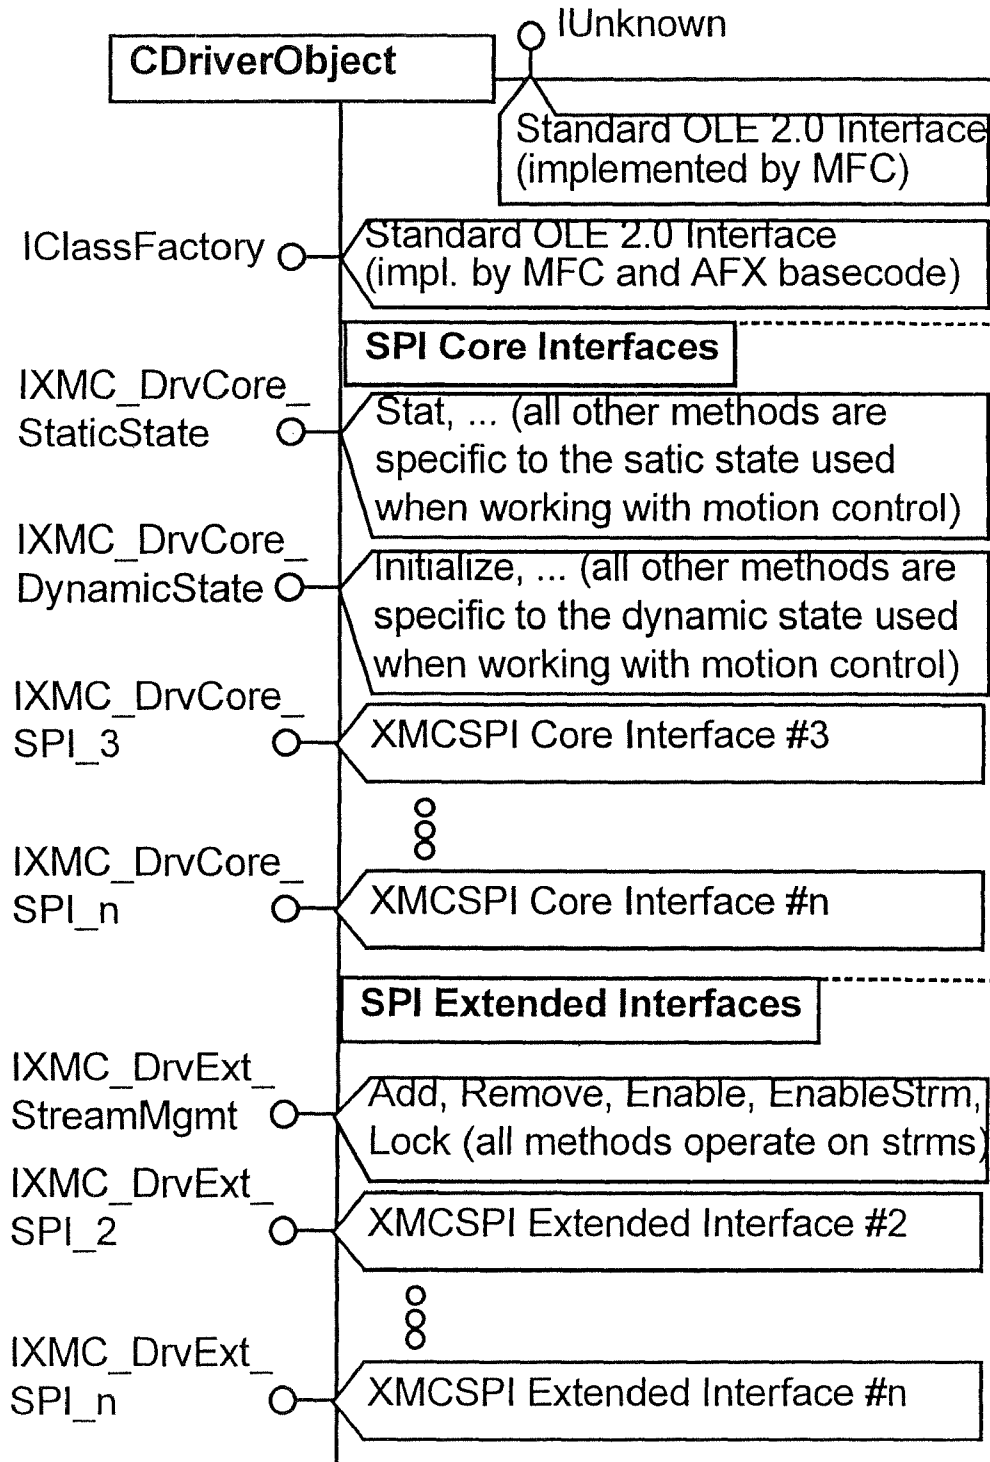 IUnknown
CDriverObject
Standard OLE 2.0 Interface
(implemented by MFC)
IClassFactory
Standard OLE 2.0 Interface
(impl. by MFC and AFX basecode)
SPI Core Interfaces
IXMC_DrvCore_
StaticState
Stat, ... (all other methods are
specific to the satic state used
when working with motion control)
IXMC_DrvCore_
DynamicState
Initialize, ... (all other methods are
specific to the dynamic state used
when working with motion control)
IXMC_DrvCore_
SPI_3
XMCSPI Core Interface #3
IXMC_DrvCore_
SPI_n
XMCSPI Core Interface #n
SPI Extended Interfaces
IXMC_DrvExt_
StreamMgmt
Add, Remove, Enable, EnableStrm,
Lock (all methods operate on strms)
IXMC_DrvExt_
SPI_2
XMCSPI Extended Interface #2
IXMC_DrvExt_
SPI_n
XMCSPI Extended Interface #n